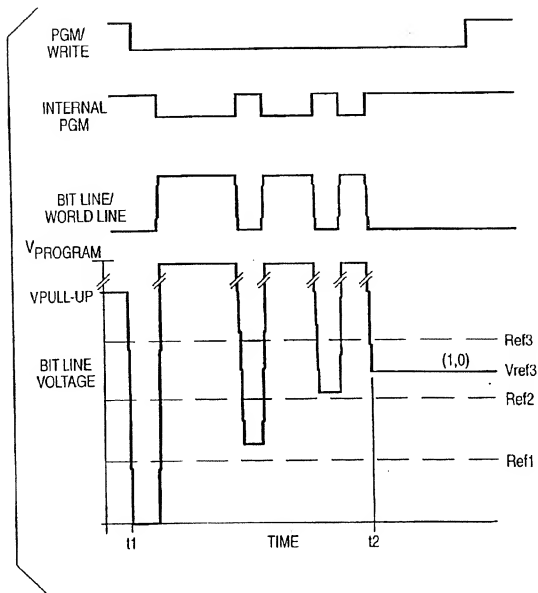 PGM/
WRITE
INTERNAL
PGM
BIT LINE/
WORLD LINE
VPROGRAM
VPULL-UP
Ref3
BIT LINE
VOLTAGE
(1,0)
Vref3
Ref2
Ref1
t1
TIME
t2